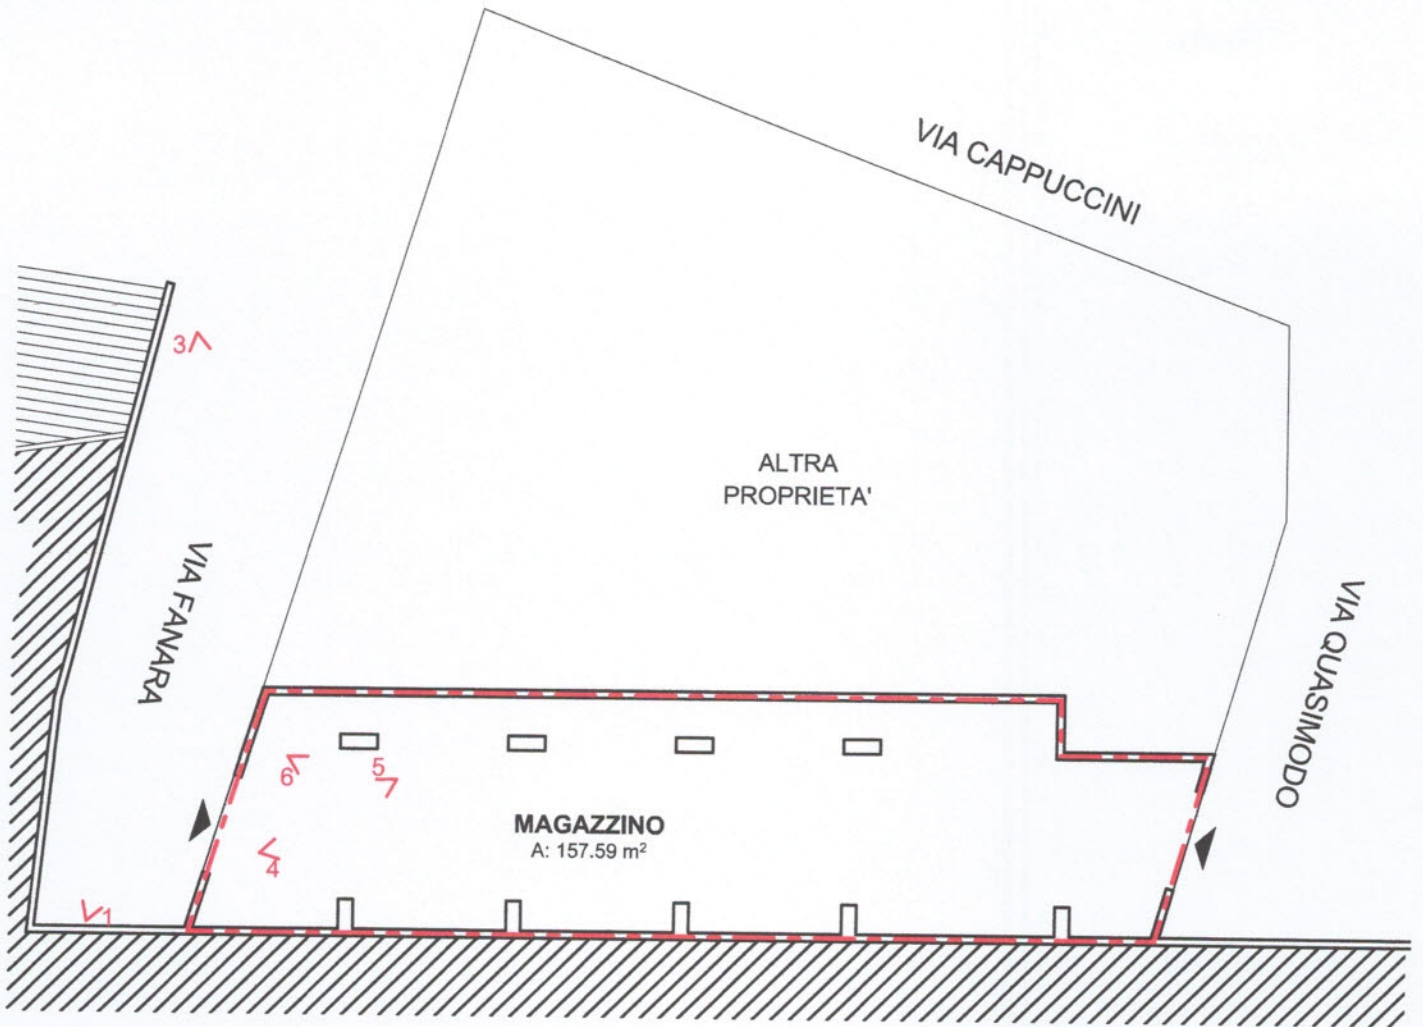 VIA CAPPUCCINI
3
ALTRA
PROPRIETA'
VIA FANARA
VIA QUASIMODO
6
5
MAGAZZINO
A: 157.59 m²
4
1